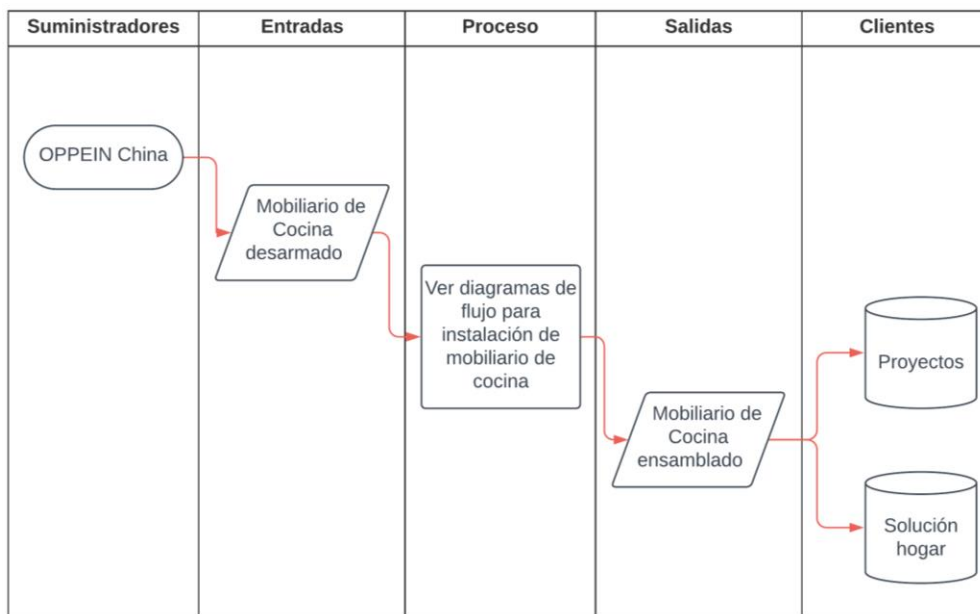 Suministradores
Entradas
Proceso
Salidas
Clientes
OPPEIN China
Mobiliario de
Cocina
desarmado
Ver diagramas de
flujo para
instalación de
mobiliario de
cocina
Mobiliario de
Cocina
ensamblado
Proyectos
Solución
hogar